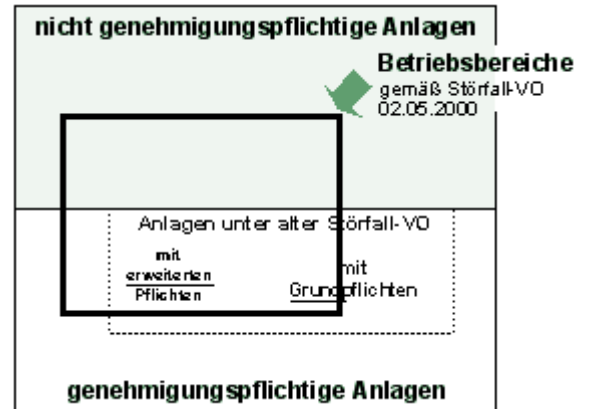 nicht genehmigungspflichtige Anlagen
Betriebsbereiche
gemäß Störfall-VO
02.05.2000
Anlagen unter alter Störfall-VO
mit
erweiterten
Pflichten
mit
Grundpflichten
genehmigungspflichtige Anlagen